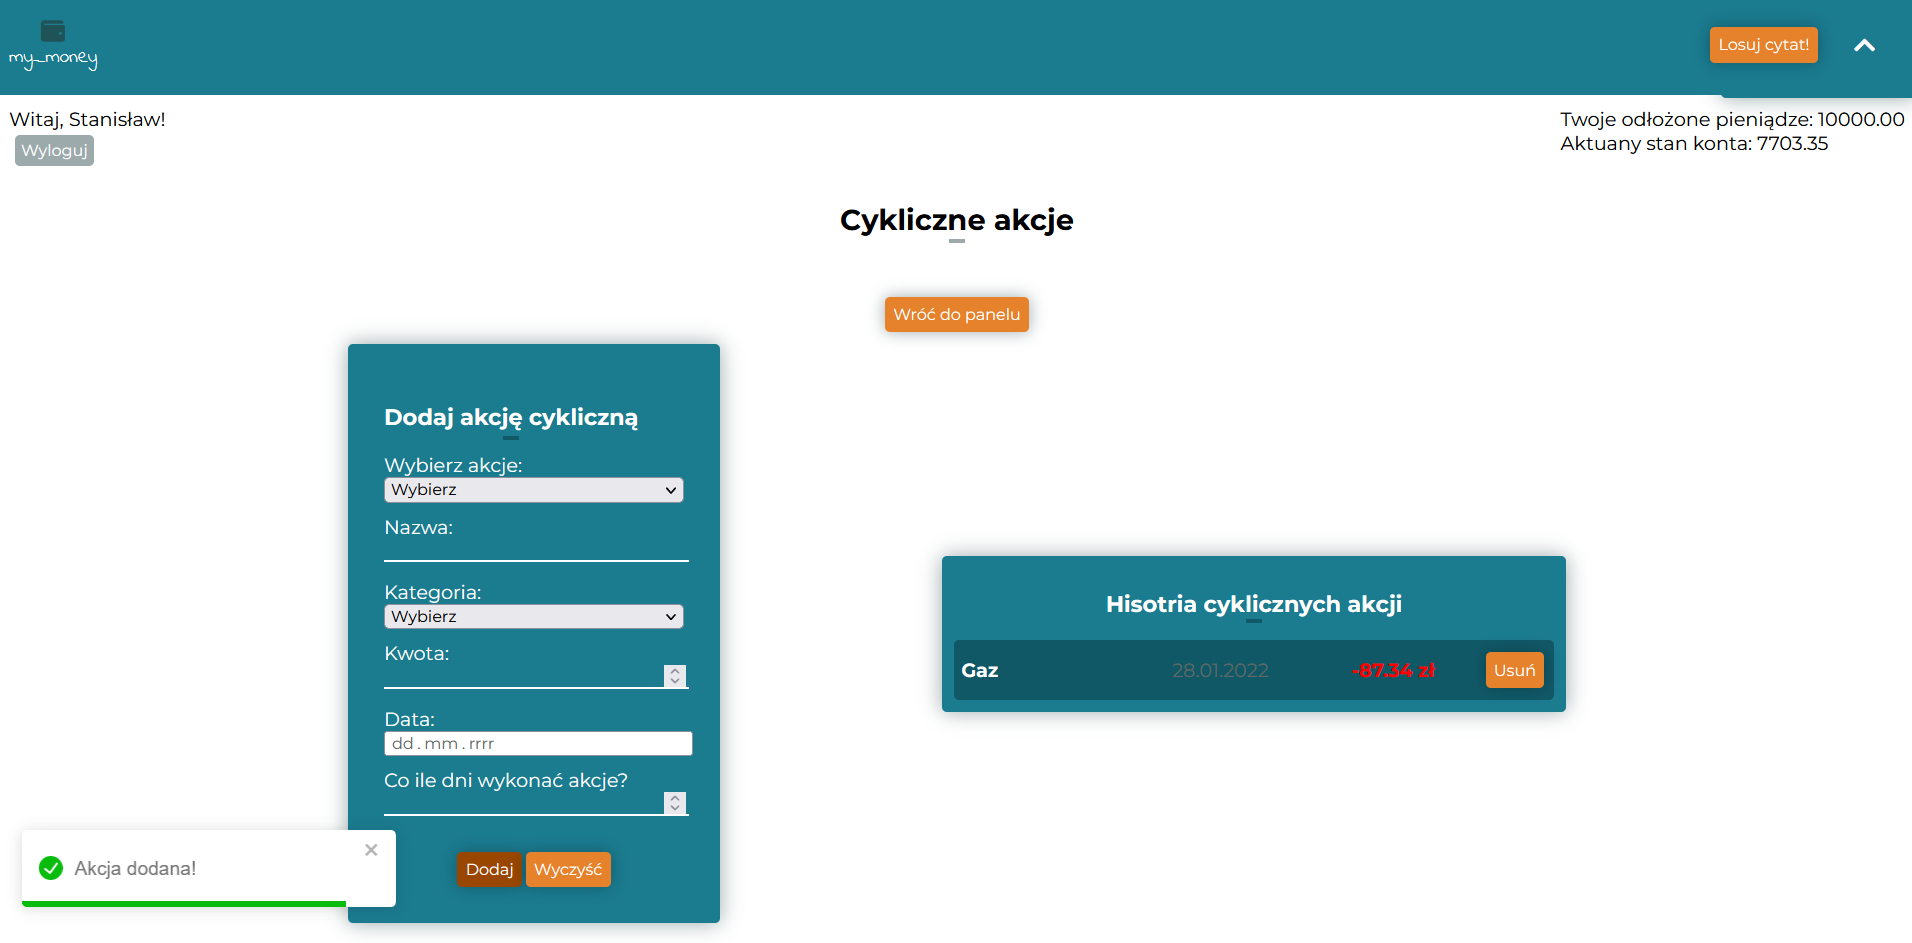 my_money
Losuj cytat!
Witaj, Stanisław!
Wyloguj
Twoje odłożone pieniądze: 10000.00
Aktuany stan konta: 7703.35
Cykliczne akcje
Wróć do panelu
Dodaj akcję cykliczną
Wybierz akcje:
Wybierz
Nazwa:
Kategoria:
Wybierz
Kwota:
Data:
dd . mm . rrrr
Co ile dni wykonać akcje?
Dodaj Wyczyść
Hisotria cyklicznych akcji
Gaz 28.01.2022 -87.34 zł Usuń
Akcja dodana!